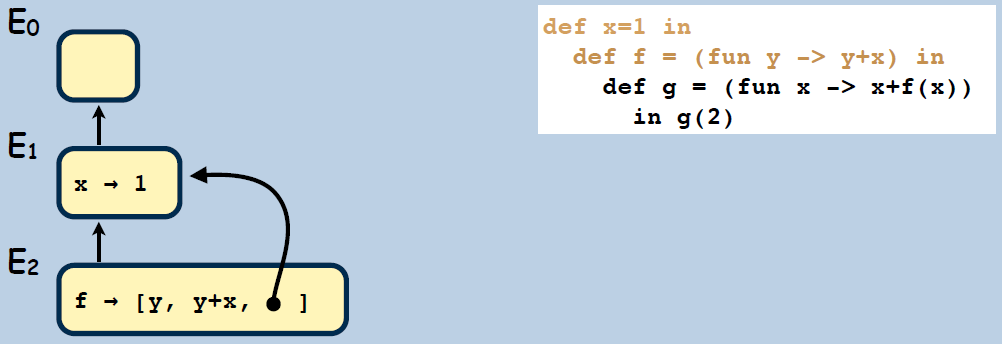 E0
def x=1 in
def f = (fun y -> y+x) in
def g = (fun x -> x+f(x))
in g(2)
E1
x → 1
E2
f → [y, y+x, ]